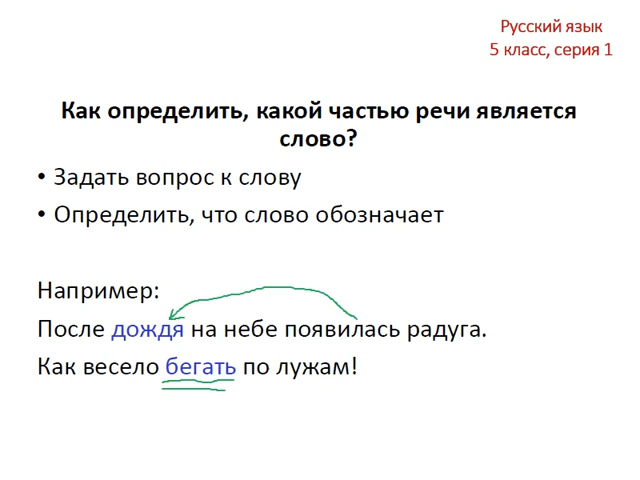 Русский язык
5 класс, серия 1
Как определить, какой частью речи является
слово?
• Задать вопрос к слову
• Определить, что слово обозначает
Например:
После дождя на небе появилась радуга.
Как весело бегать по лужам!